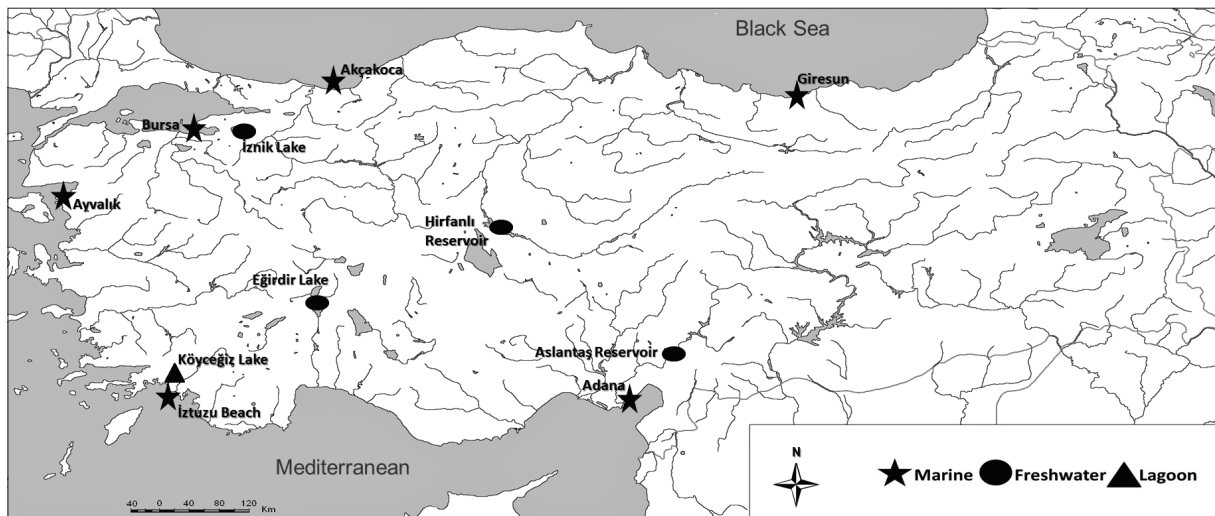 Black Sea
Akçakoca
Giresun
Bursa
İznik Lake
Ayvalık
Hirfanlı
Reservoir
Eğirdir Lake
Aslantaş Reservoir
Köyceğiz Lake
Adana
İztuzu Beach
Mediterranean
N
Marine Freshwater Lagoon
40 0 40 80 120
Km